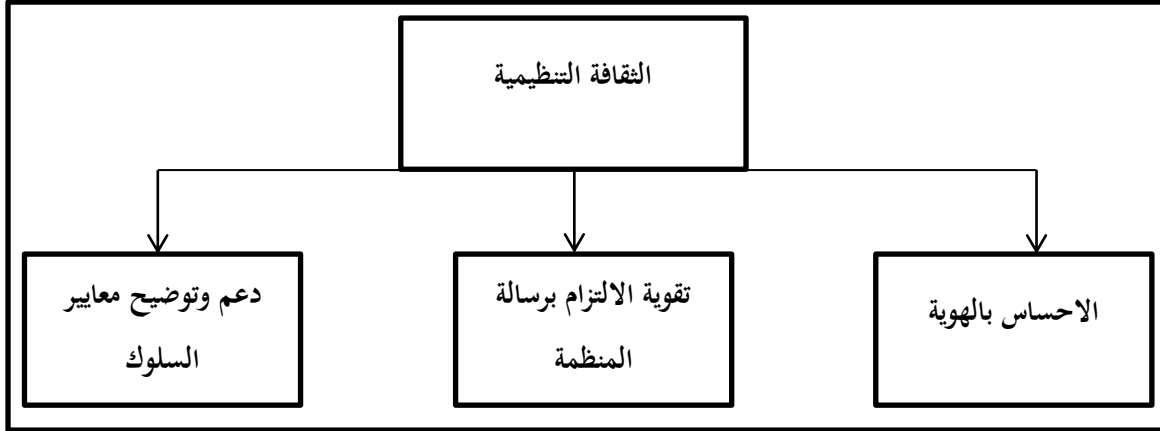 الثقافة التنظيمية
الاحساس بالهوية
تقوية الالتزام برسالة
المنظمة
دعم وتوضيح معايير
السلوك